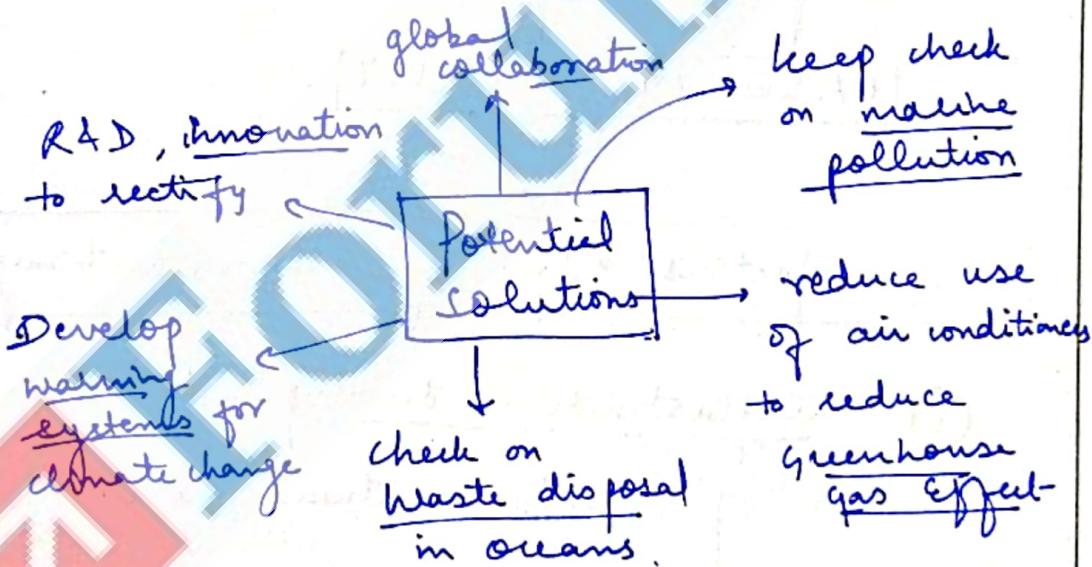 global
collaboration
keep check
on marine
pollution
R&D, innovation
to rectify
Potential
solutions
reduce use
of air conditioners
to reduce
Greenhouse
gas Effect
Develop
warning
systems for
climate change
check on
waste disposal
in oceans.
Forum